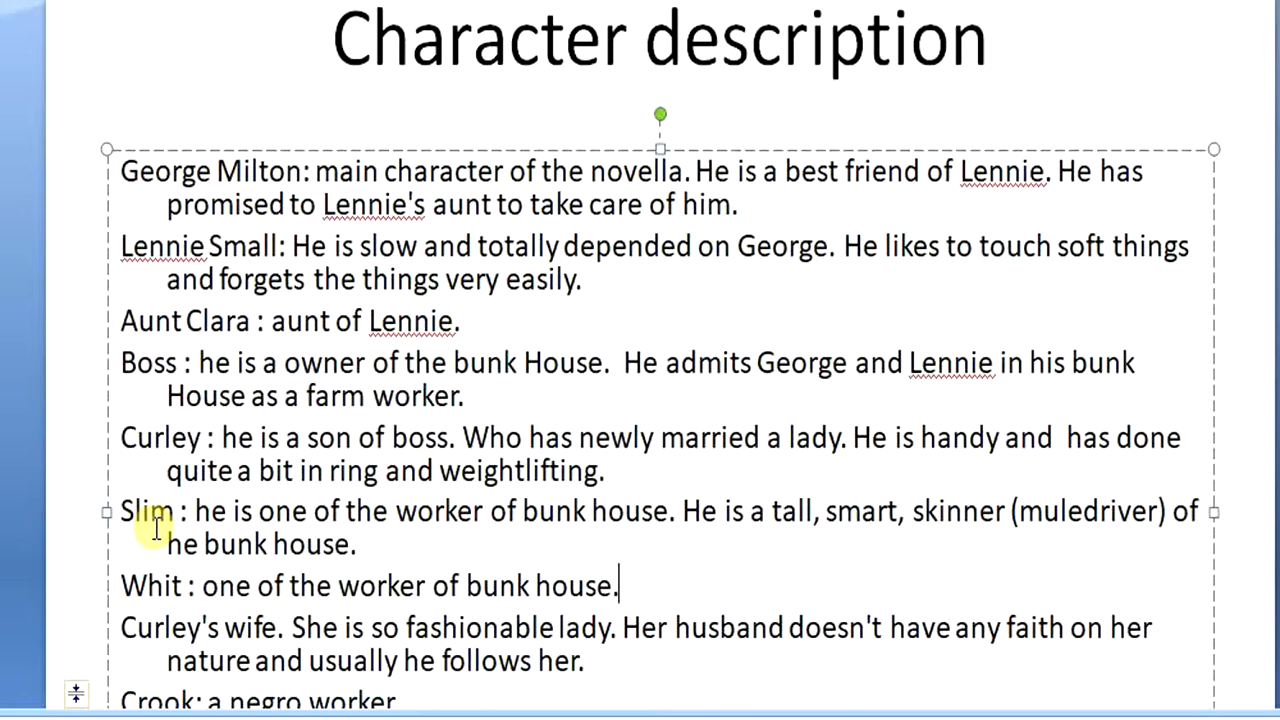 Character description
George Milton: main character of the novella. He is a best friend of Lennie. He has
promised to Lennie's aunt to take care of him.
Lennie Small: He is slow and totally depended on George. He likes to touch soft things
and forgets the things very easily.
Aunt Clara : aunt of Lennie.
Boss : he is a owner of the bunk House. He admits George and Lennie in his bunk
House as a farm worker.
Curley : he is a son of boss. Who has newly married a lady. He is handy and has done
quite a bit in ring and weightlifting.
Slim : he is one of the worker of bunk house. He is a tall, smart, skinner (muledriver) of
he bunk house.
Whit : one of the worker of bunk house.
Curley's wife. She is so fashionable lady. Her husband doesn't have any faith on her
nature and usually he follows her.
Crook: a negro worker